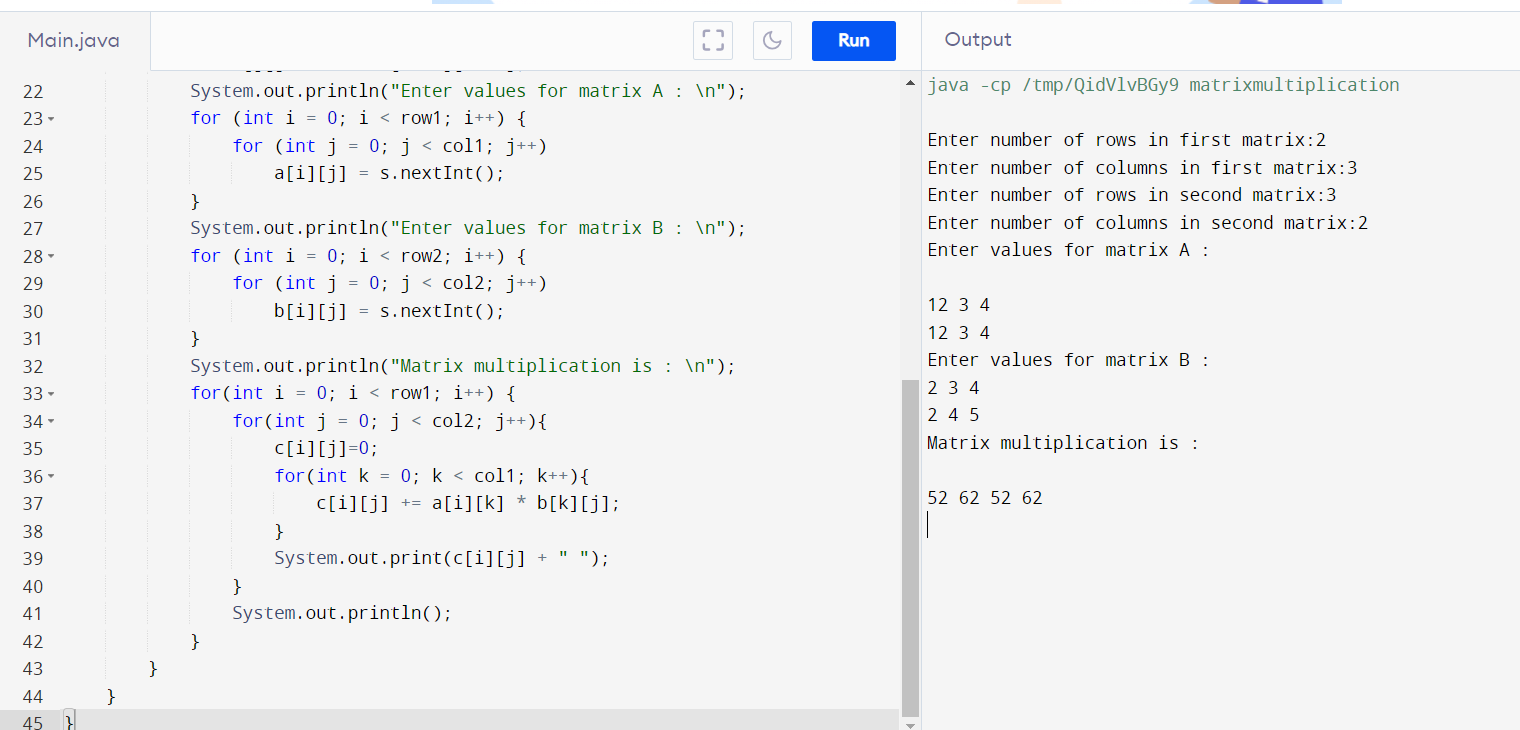 Main.java
Run
Output
22 System.out.println("Enter values for matrix A : \n");
23 for (int i = 0; i < row1; i++) {
24 for (int j = 0; j < col1; j++)
25 a[i][j] = s.nextInt();
26 }
27 System.out.println("Enter values for matrix B : \n");
28 for (int i = 0; i < row2; i++) {
29 for (int j = 0; j < col2; j++)
30 b[i][j] = s.nextInt();
31 }
32 System.out.println("Matrix multiplication is : \n");
33 for(int i = 0; i < row1; i++) {
34 for(int j = 0; j < col2; j++){
35 c[i][j]=0;
36 for(int k = 0; k < col1; k++){
37 c[i][j] += a[i][k] * b[k][j];
38 }
39 System.out.print(c[i][j] + " ");
40 }
41 System.out.println();
42 }
43 }
44 }
45 }
java -cp /tmp/QidVlvBGy9 matrixmultiplication
Enter number of rows in first matrix:2
Enter number of columns in first matrix:3
Enter number of rows in second matrix:3
Enter number of columns in second matrix:2
Enter values for matrix A :
12 3 4
12 3 4
Enter values for matrix B :
2 3 4
2 4 5
Matrix multiplication is :
52 62 52 62